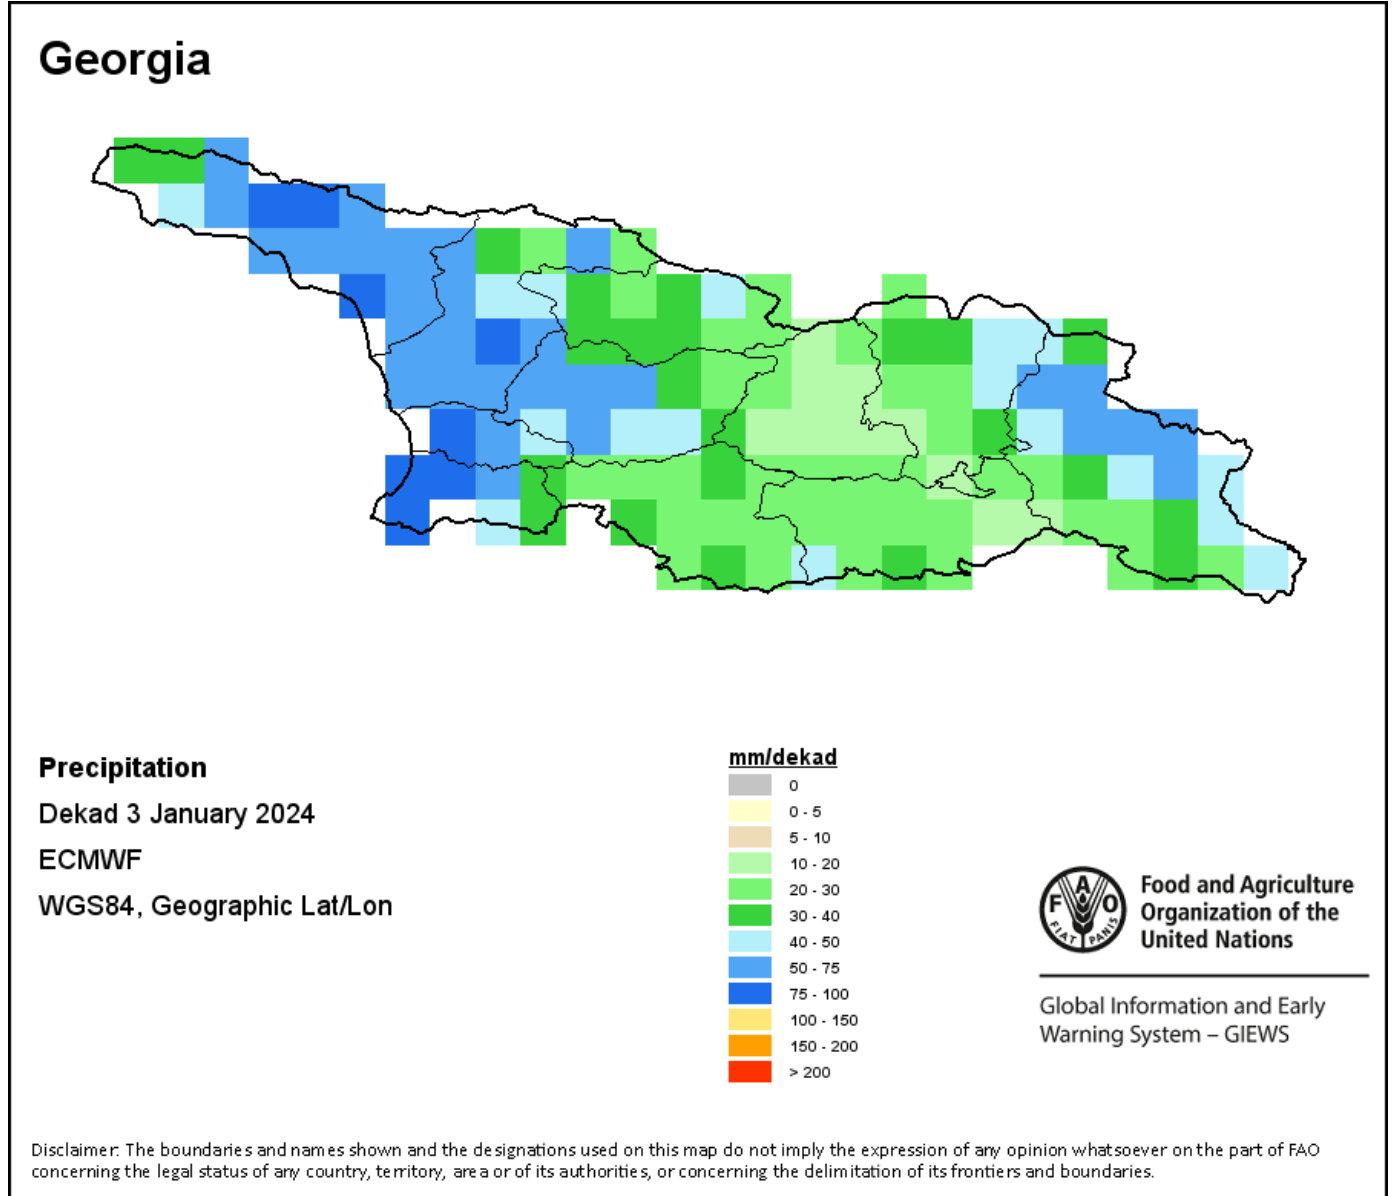 Georgia
Precipitation
Dekad 3 January 2024
ECMWF
WGS84, Geographic Lat/Lon
mm/dekad
0
0 - 5
5 - 10
10 - 20
20 - 30
30 - 40
40 - 50
50 - 75
75 - 100
100 - 150
150 - 200
> 200
F A O
FIAT PANIS
Food and Agriculture
Organization of the
United Nations
Global Information and Early
Warning System – GIEWS
Disclaimer: The boundaries and names shown and the designations used on this map do not imply the expression of any opinion whatsoever on the part of FAO
concerning the legal status of any country, territory, area or of its authorities, or concerning the delimitation of its frontiers and boundaries.